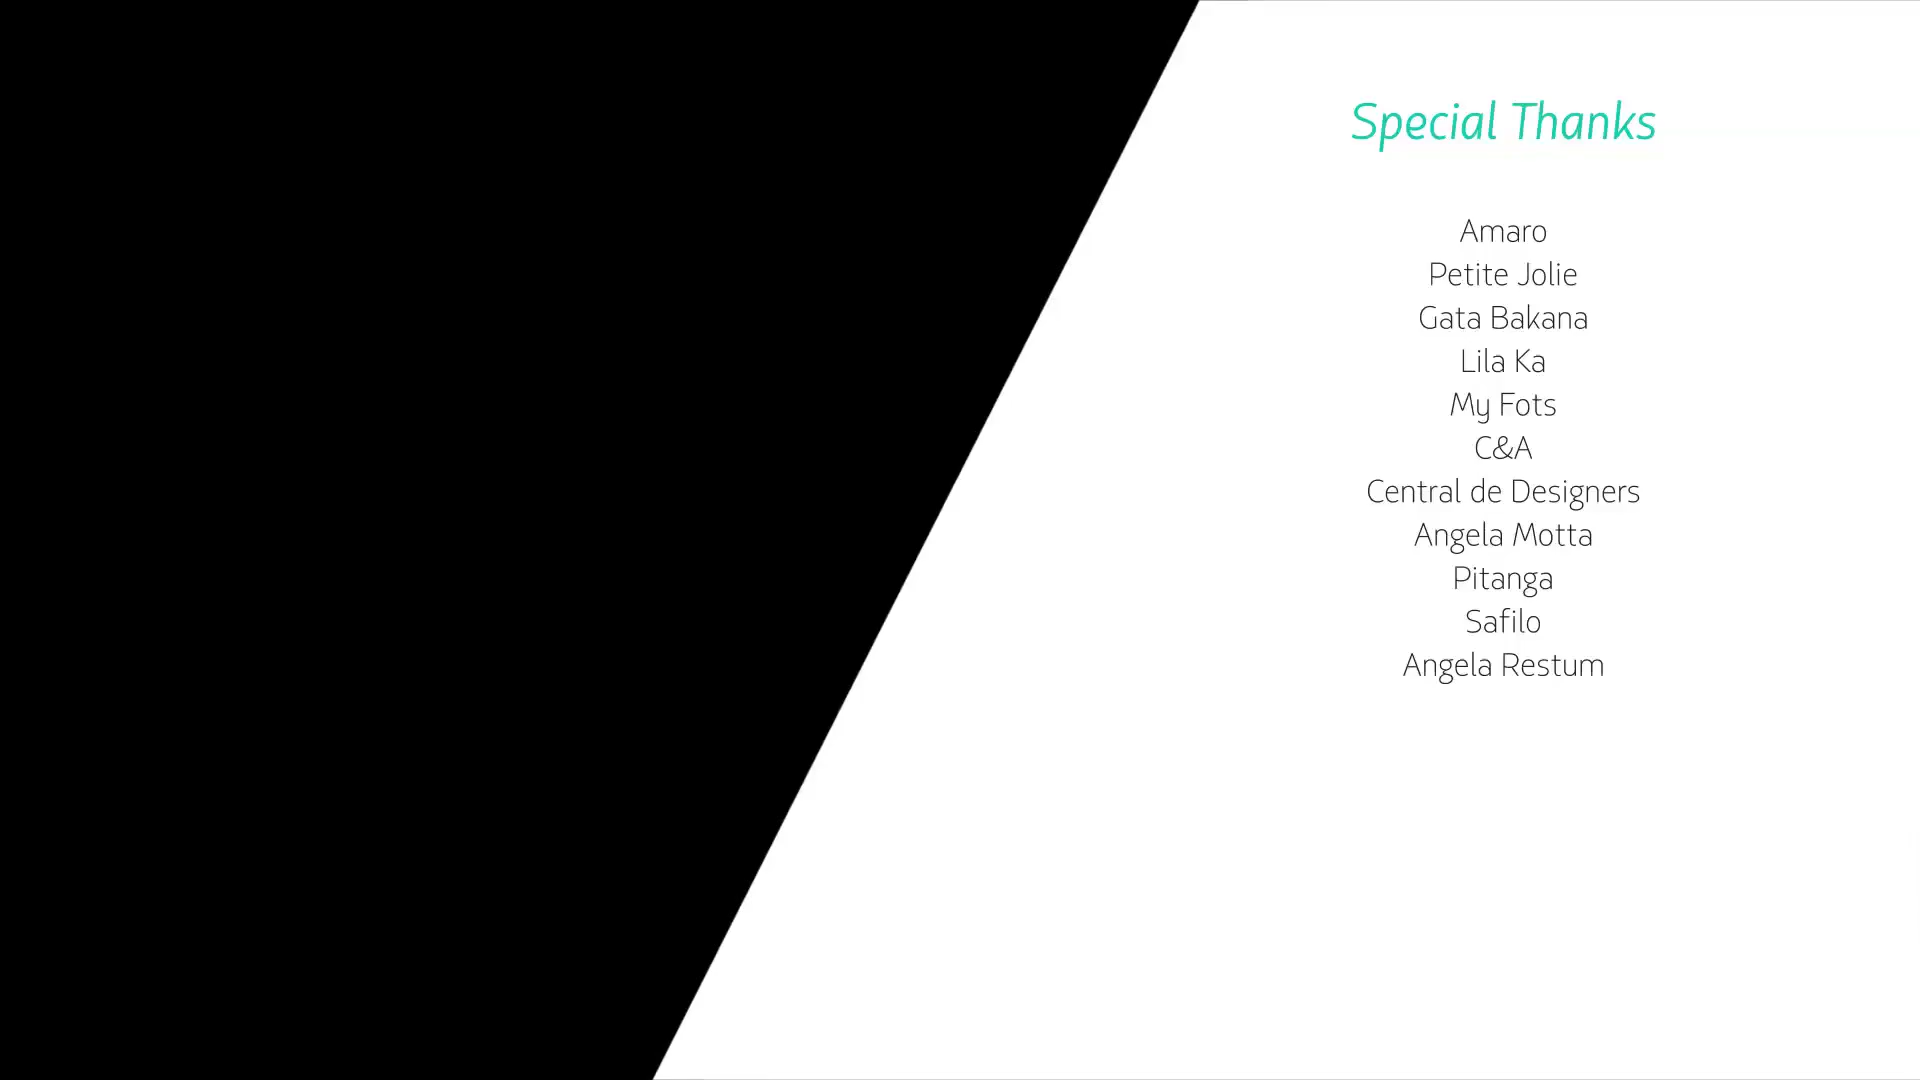 Special Thanks
Amaro
Petite Jolie
Gata Bakana
Lila Ka
My Fots
C&A
Central de Designers
Angela Motta
Pitanga
Safilo
Angela Restum